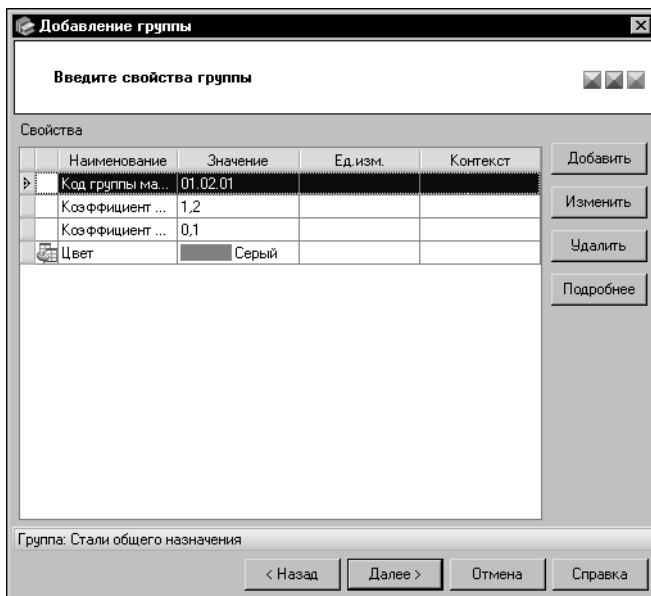 Добавление группы
Введите свойства группы
Свойства
Наименование Значение Ед.изм. Контекст
Код группы ма... 01.02.01
Коэффициент ... 1,2
Коэффициент ... 0,1
Цвет Серый
Добавить
Изменить
Удалить
Подробнее
Группа: Стали общего назначения
< Назад Далее > Отмена Справка